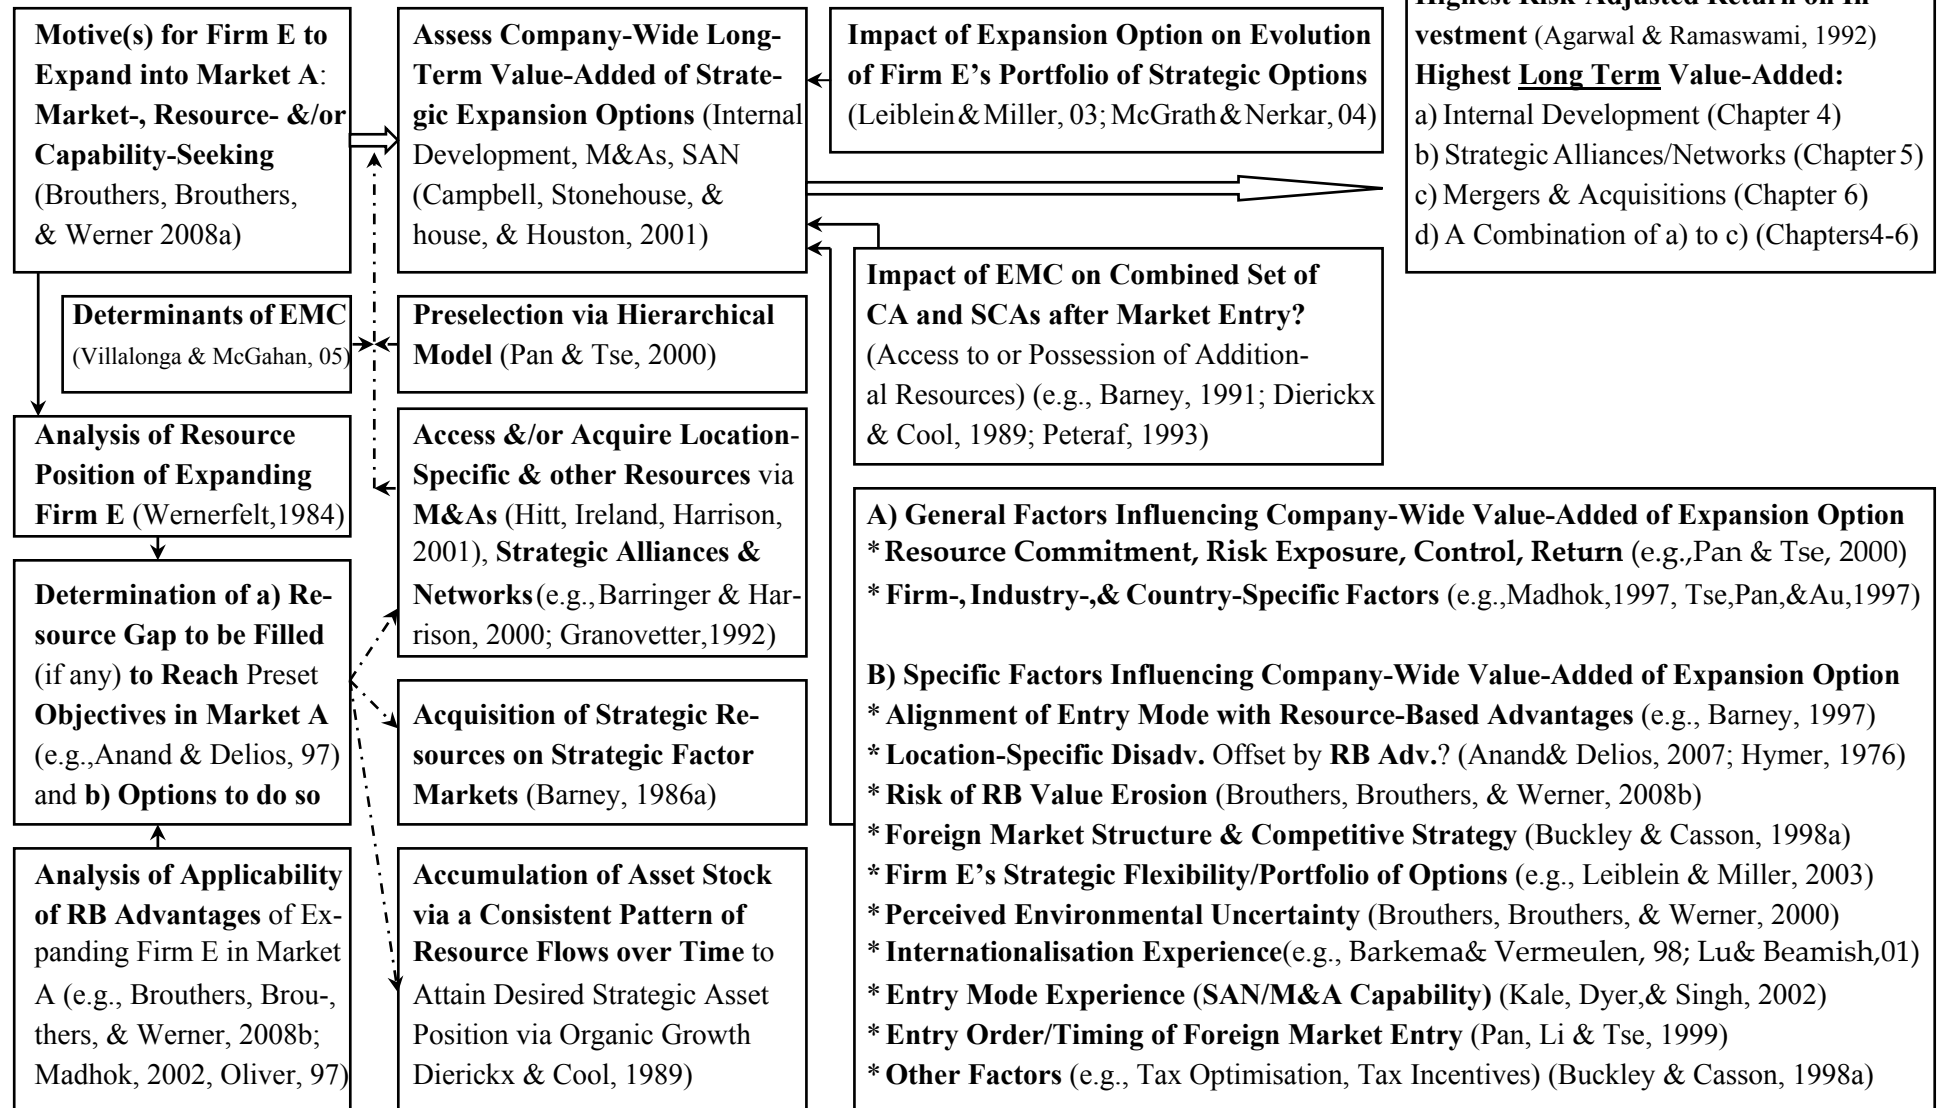 Motive(s) for Firm E to
Expand into Market A:
Market-, Resource- &/or
Capability-Seeking
(Brouthers, Brouthers,
& Werner 2008a)
Assess Company-Wide Long-
Term Value-Added of Strate-
gic Expansion Options (Internal
Development, M&As, SAN
(Campbell, Stonehouse, &
house, & Houston, 2001)
Impact of Expansion Option on Evolution
of Firm E's Portfolio of Strategic Options
(Leiblein & Miller, 03; McGrath & Nerkar, 04)
Highest Risk-Adjusted Return on In-
vestment (Agarwal & Ramaswami, 1992)
Highest Long Term Value-Added:
a) Internal Development (Chapter 4)
b) Strategic Alliances/Networks (Chapter 5)
c) Mergers & Acquisitions (Chapter 6)
d) A Combination of a) to c) (Chapters4-6)
Determinants of EMC
(Villalonga & McGahan, 05)
Preselection via Hierarchical
Model (Pan & Tse, 2000)
Impact of EMC on Combined Set of
CA and SCAs after Market Entry?
(Access to or Possession of Addition-
al Resources) (e.g., Barney, 1991; Dierickx
& Cool, 1989; Peteraf, 1993)
Analysis of Resource
Position of Expanding
Firm E (Wernerfelt,1984)
Access &/or Acquire Location-
Specific & other Resources via
M&As (Hitt, Ireland, Harrison,
2001), Strategic Alliances &
Networks (e.g., Barringer & Har-
rison, 2000; Granovetter,1992)
Determination of a) Re-
source Gap to be Filled
(if any) to Reach Preset
Objectives in Market A
(e.g.,Anand & Delios, 97)
and b) Options to do so
Acquisition of Strategic Re-
sources on Strategic Factor
Markets (Barney, 1986a)
Analysis of Applicability
of RB Advantages of Ex-
panding Firm E in Market
A (e.g., Brouthers, Brou-,
thers, & Werner, 2008b;
Madhok, 2002, Oliver, 97)
Accumulation of Asset Stock
via a Consistent Pattern of
Resource Flows over Time to
Attain Desired Strategic Asset
Position via Organic Growth
Dierickx & Cool, 1989)
A) General Factors Influencing Company-Wide Value-Added of Expansion Option
* Resource Commitment, Risk Exposure, Control, Return (e.g.,Pan & Tse, 2000)
* Firm-, Industry-,& Country-Specific Factors (e.g.,Madhok,1997, Tse,Pan,&Au,1997)
B) Specific Factors Influencing Company-Wide Value-Added of Expansion Option
* Alignment of Entry Mode with Resource-Based Advantages (e.g., Barney, 1997)
* Location-Specific Disadv. Offset by RB Adv.? (Anand& Delios, 2007; Hymer, 1976)
* Risk of RB Value Erosion (Brouthers, Brouthers, & Werner, 2008b)
* Foreign Market Structure & Competitive Strategy (Buckley & Casson, 1998a)
* Firm E's Strategic Flexibility/Portfolio of Options (e.g., Leiblein & Miller, 2003)
* Perceived Environmental Uncertainty (Brouthers, Brouthers, & Werner, 2000)
* Internationalisation Experience(e.g., Barkema& Vermeulen, 98; Lu& Beamish,01)
* Entry Mode Experience (SAN/M&A Capability) (Kale, Dyer,& Singh, 2002)
* Entry Order/Timing of Foreign Market Entry (Pan, Li & Tse, 1999)
* Other Factors (e.g., Tax Optimisation, Tax Incentives) (Buckley & Casson, 1998a)